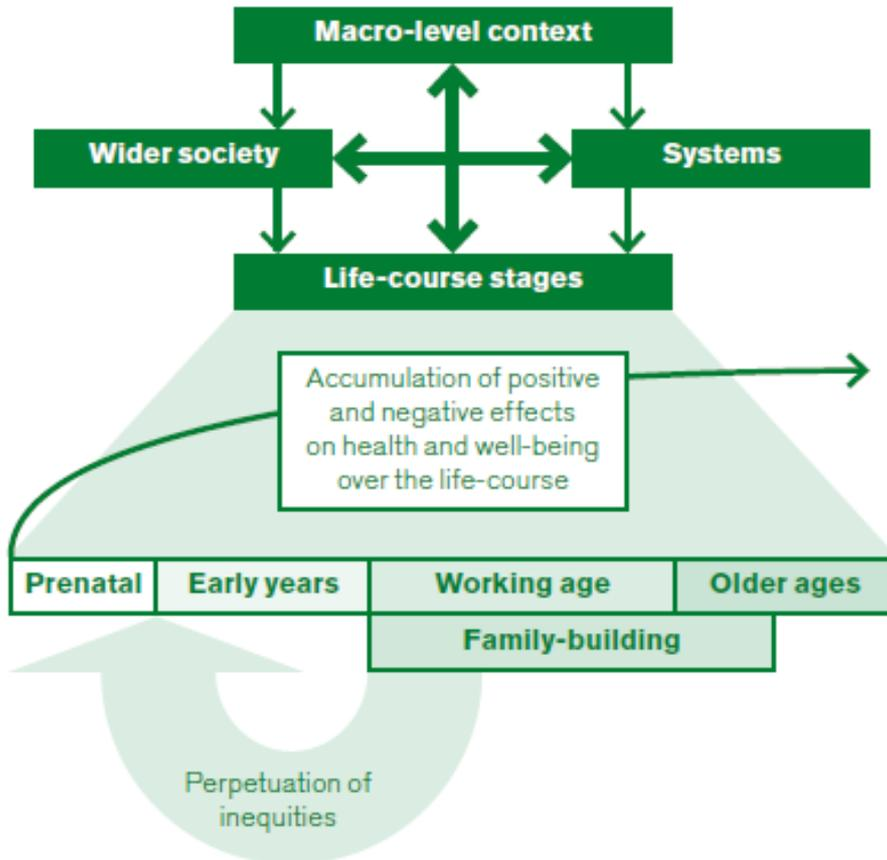 Macro-level context
Wider society
Systems
Life-course stages
Accumulation of positive
and negative effects
on health and well-being
over the life-course
Prenatal
Early years
Working age
Older ages
Family-building
Perpetuation of
inequities